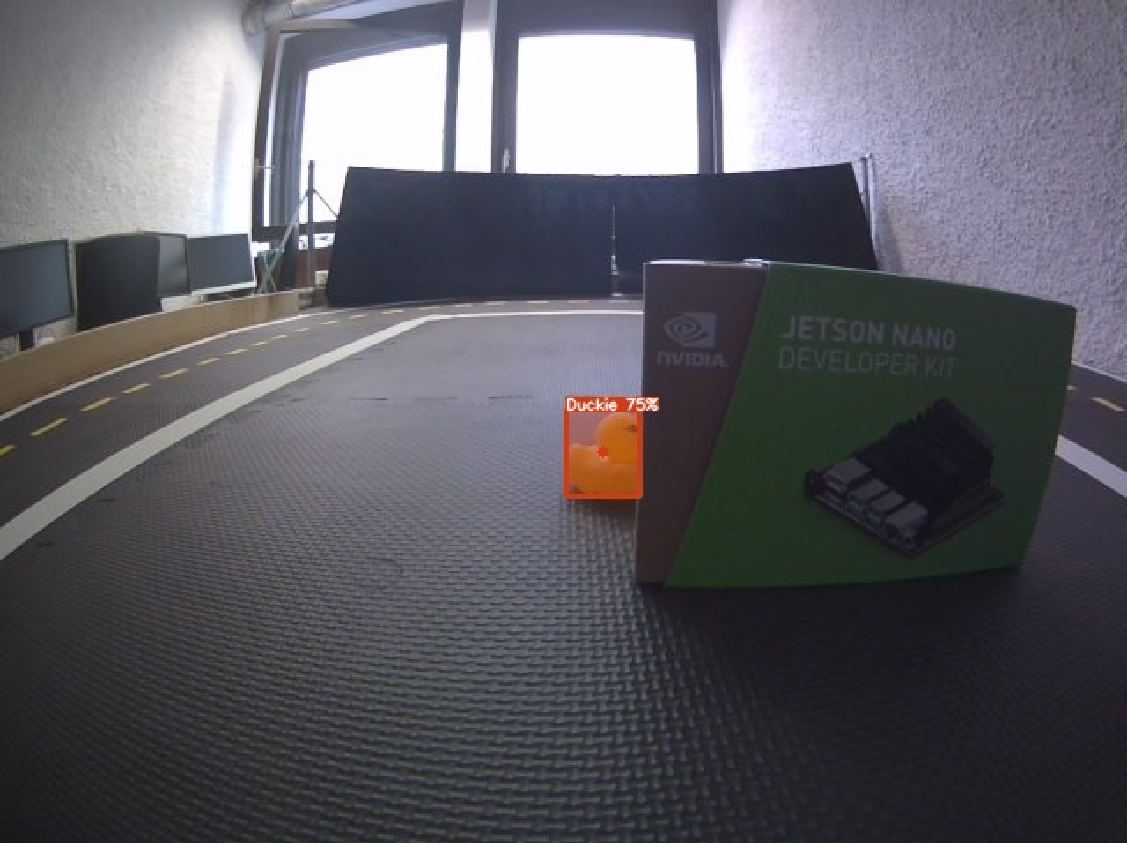 JETSON NANO
DEVELOPER KIT
NVIDIA.
Duckie 75%